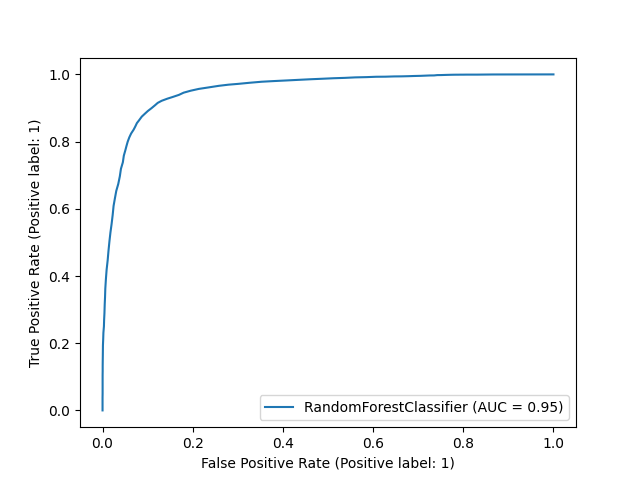 True Positive Rate (Positive label: 1)
1.0
0.8
0.6
0.4
0.2
0.0
RandomForestClassifier (AUC = 0.95)
0.0 0.2 0.4 0.6 0.8 1.0
False Positive Rate (Positive label: 1)